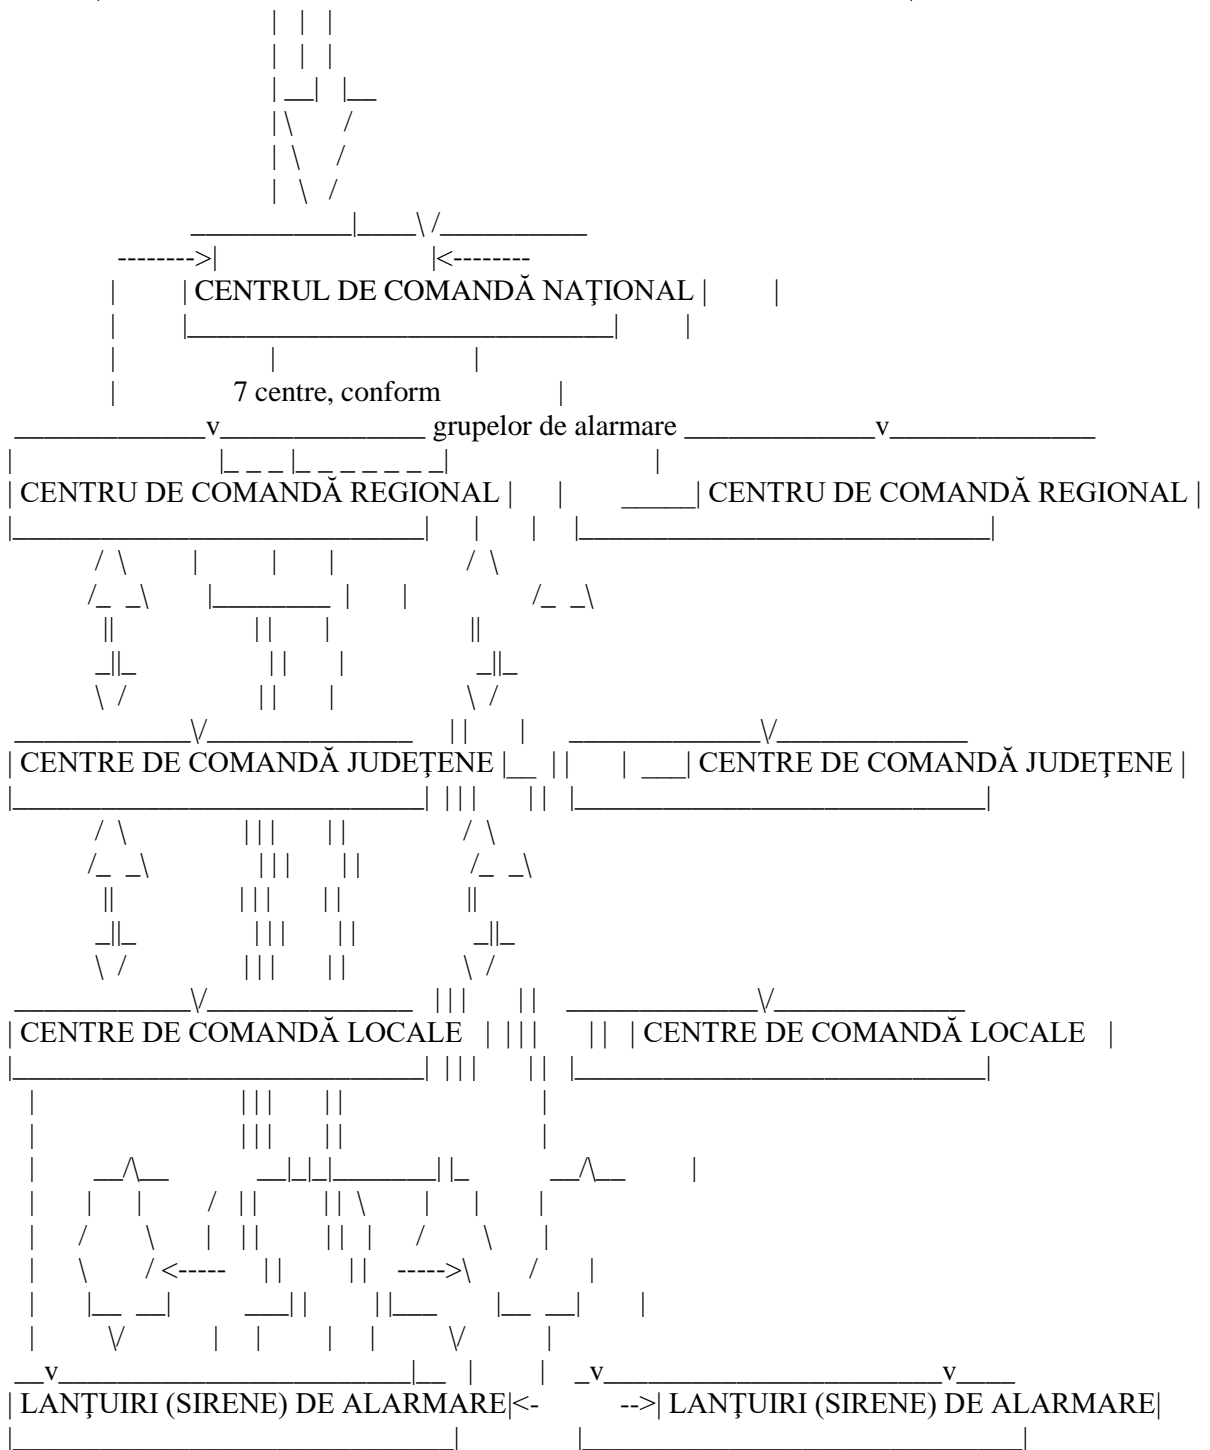 CENTRUL DE COMANDĂ NAŢIONAL
7 centre, conform
v grupelor de alarmare v
CENTRU DE COMANDĂ REGIONAL CENTRU DE COMANDĂ REGIONAL
CENTRE DE COMANDĂ JUDEŢENE CENTRE DE COMANDĂ JUDEŢENE
CENTRE DE COMANDĂ LOCALE CENTRE DE COMANDĂ LOCALE
v v v
LANŢUIRI (SIRENE) DE ALARMARE LANŢUIRI (SIRENE) DE ALARMARE